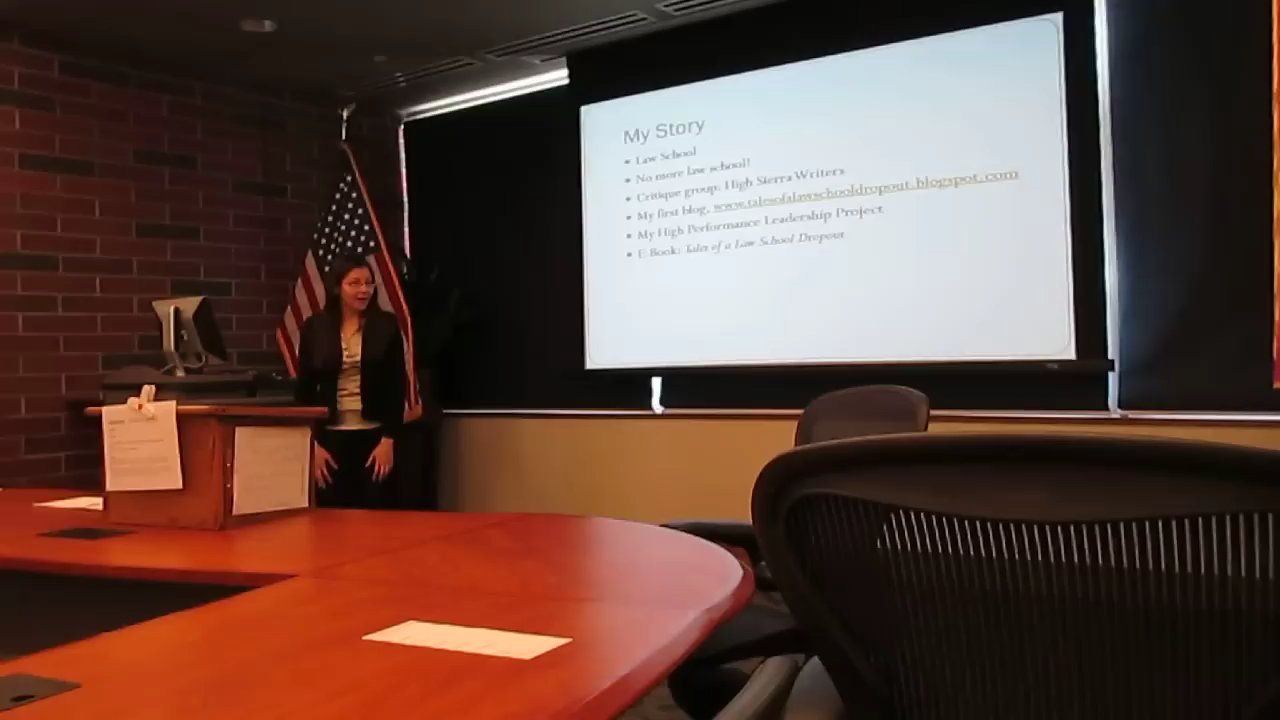 My Story
• Law School
• No more law school!
• Critique group: High Sierra Writers
• My first blog, www.talesofalawschooldropout.blogspot.com
• My High Performance Leadership Project
• E-Book: Tales of a Law School Dropout